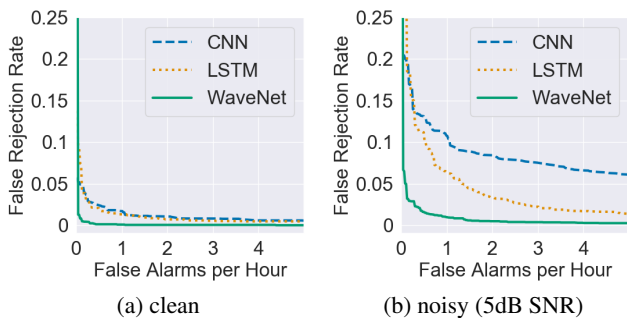 False Rejection Rate
0.25
0.2
0.15
0.1
0.05
0
CNN
LSTM
WaveNet
0 1 2 3 4
False Alarms per Hour
(a) clean
False Rejection Rate
0.25
0.2
0.15
0.1
0.05
0
CNN
LSTM
WaveNet
0 1 2 3 4
False Alarms per Hour
(b) noisy (5dB SNR)